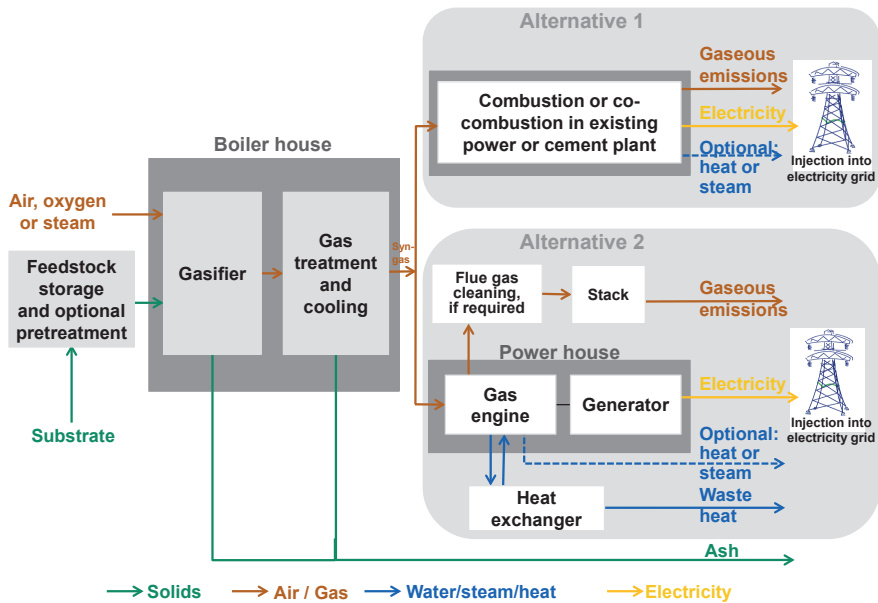 Alternative 1
Gaseous
emissions
Combustion or co-
combustion in existing
power or cement plant
Electricity
Optional:
heat or
steam
Injection into
electricity grid
Boiler house
Air, oxygen
or steam
Feedstock
storage
and optional
pretreatment
Substrate
Gasifier
Gas
treatment
and
cooling
Syn-
gas
Alternative 2
Flue gas
cleaning,
if required
Stack
Gaseous
emissions
Power house
Gas
engine
Generator
Electricity
Injection into
electricity grid
Optional:
heat or
steam
Heat
exchanger
Waste
heat
Ash
Solids
Air / Gas
Water/steam/heat
Electricity